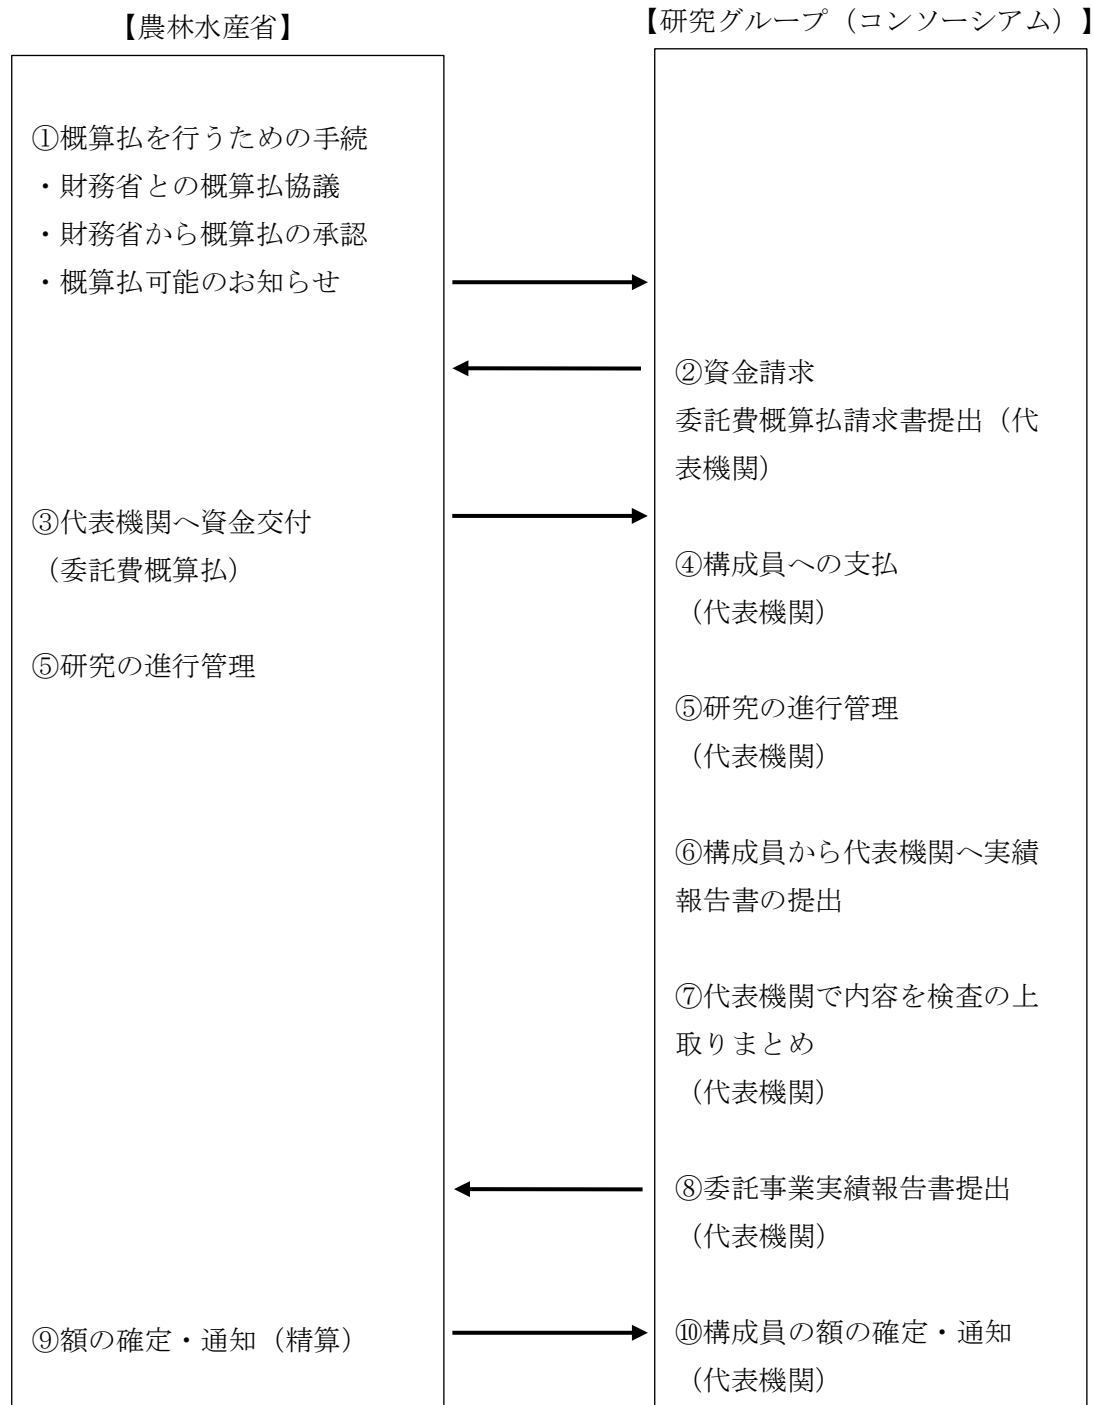 【農林水産省】
①概算払を行うための手続
・財務省との概算払協議
・財務省から概算払の承認
・概算払可能のお知らせ
③代表機関へ資金交付
（委託費概算払）
⑤研究の進行管理
⑨額の確定・通知（精算）
【研究グループ（コンソーシアム）】
②資金請求
委託費概算払請求書提出（代
表機関）
④構成員への支払
（代表機関）
⑤研究の進行管理
（代表機関）
⑥構成員から代表機関へ実績
報告書の提出
⑦代表機関で内容を検査の上
取りまとめ
（代表機関）
⑧委託事業実績報告書提出
（代表機関）
⑩構成員の額の確定・通知
（代表機関）